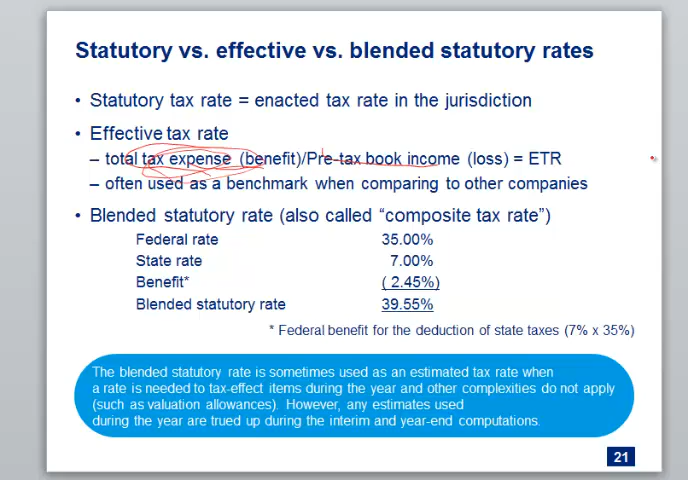 Statutory vs. effective vs. blended statutory rates
• Statutory tax rate = enacted tax rate in the jurisdiction
• Effective tax rate
– total tax expense (benefit)/Pre-tax book income (loss) = ETR
– often used as a benchmark when comparing to other companies
• Blended statutory rate (also called “composite tax rate”)
Federal rate 35.00%
State rate 7.00%
Benefit* ( 2.45%)
Blended statutory rate 39.55%
* Federal benefit for the deduction of state taxes (7% x 35%)
The blended statutory rate is sometimes used as an estimated tax rate when
a rate is needed to tax-effect items during the year and other complexities do not apply
(such as valuation allowances). However, any estimates used
during the year are trued up during the interim and year-end computations.
21